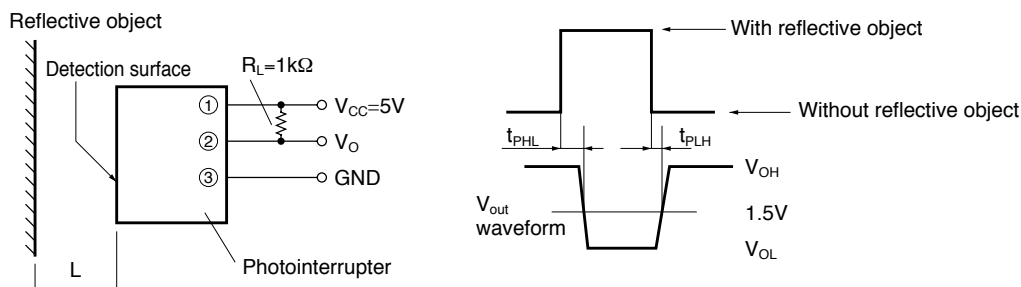 Reflective object
Detection surface
R_L=1kΩ
① V_CC=5V
② V_O
③ GND
L
Photointerrupter
With reflective object
Without reflective object
t_PHL t_PLH
V_OH
V_out
waveform
1.5V
V_OL